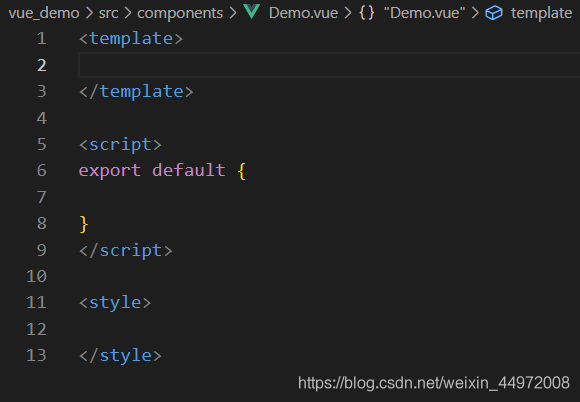 vue_demo > src > components > Demo.vue > {} "Demo.vue" > template
1 <template>
2
3 </template>
4
5 <script>
6 export default {
7
8 }
9 </script>
10
11 <style>
12
13 </style>
https://blog.csdn.net/weixin_44972008